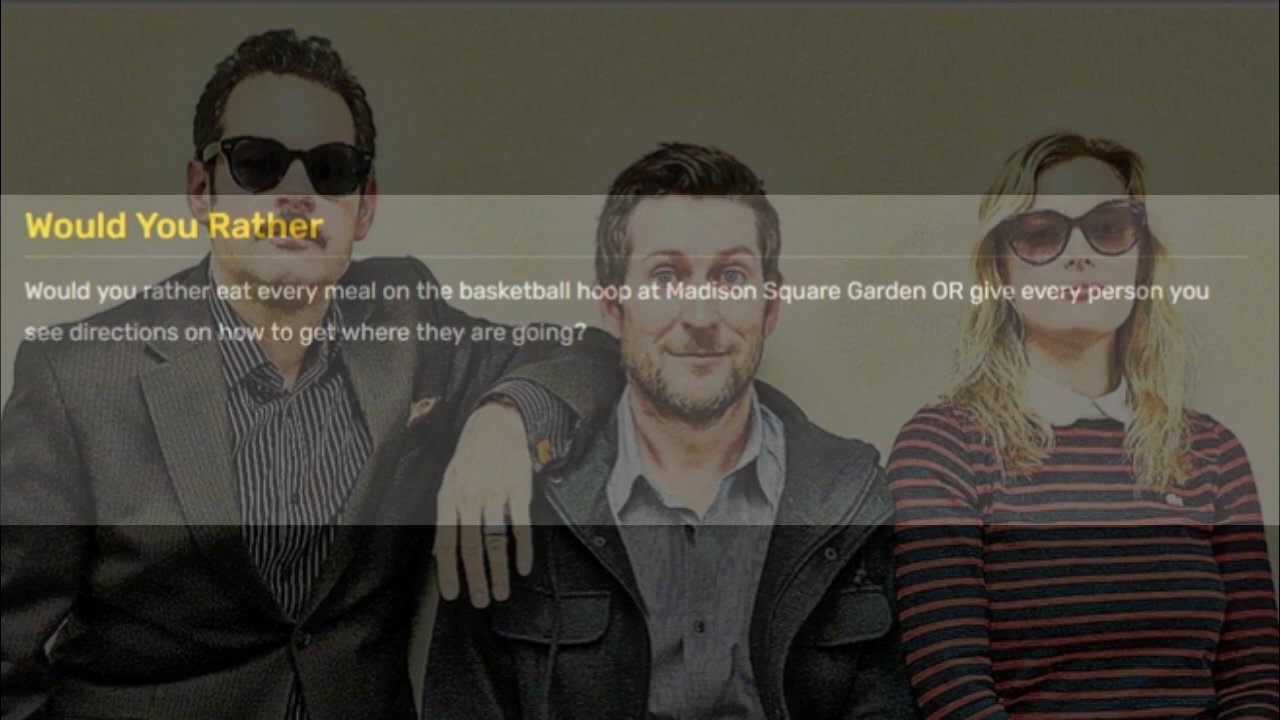 Would You Rather
Would you rather eat every meal on the basketball hoop at Madison Square Garden OR give every person you
see directions on how to get where they are going?